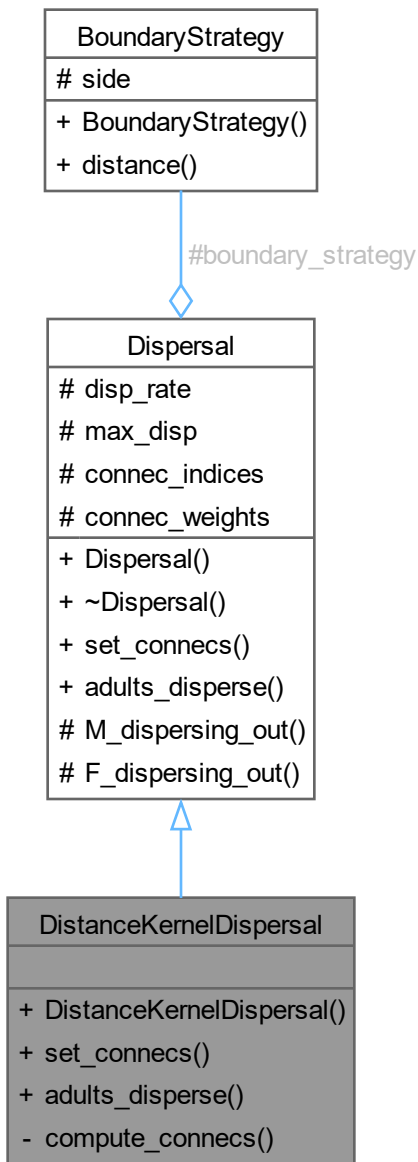 BoundaryStrategy
# side
+ BoundaryStrategy()
+ distance()
#boundary_strategy
Dispersal
# disp_rate
# max_disp
# connec_indices
# connec_weights
+ Dispersal()
+ ~Dispersal()
+ set_connecs()
+ adults_disperse()
# M_dispersing_out()
# F_dispersing_out()
DistanceKernelDispersal
+ DistanceKernelDispersal()
+ set_connecs()
+ adults_disperse()
- compute_connecs()